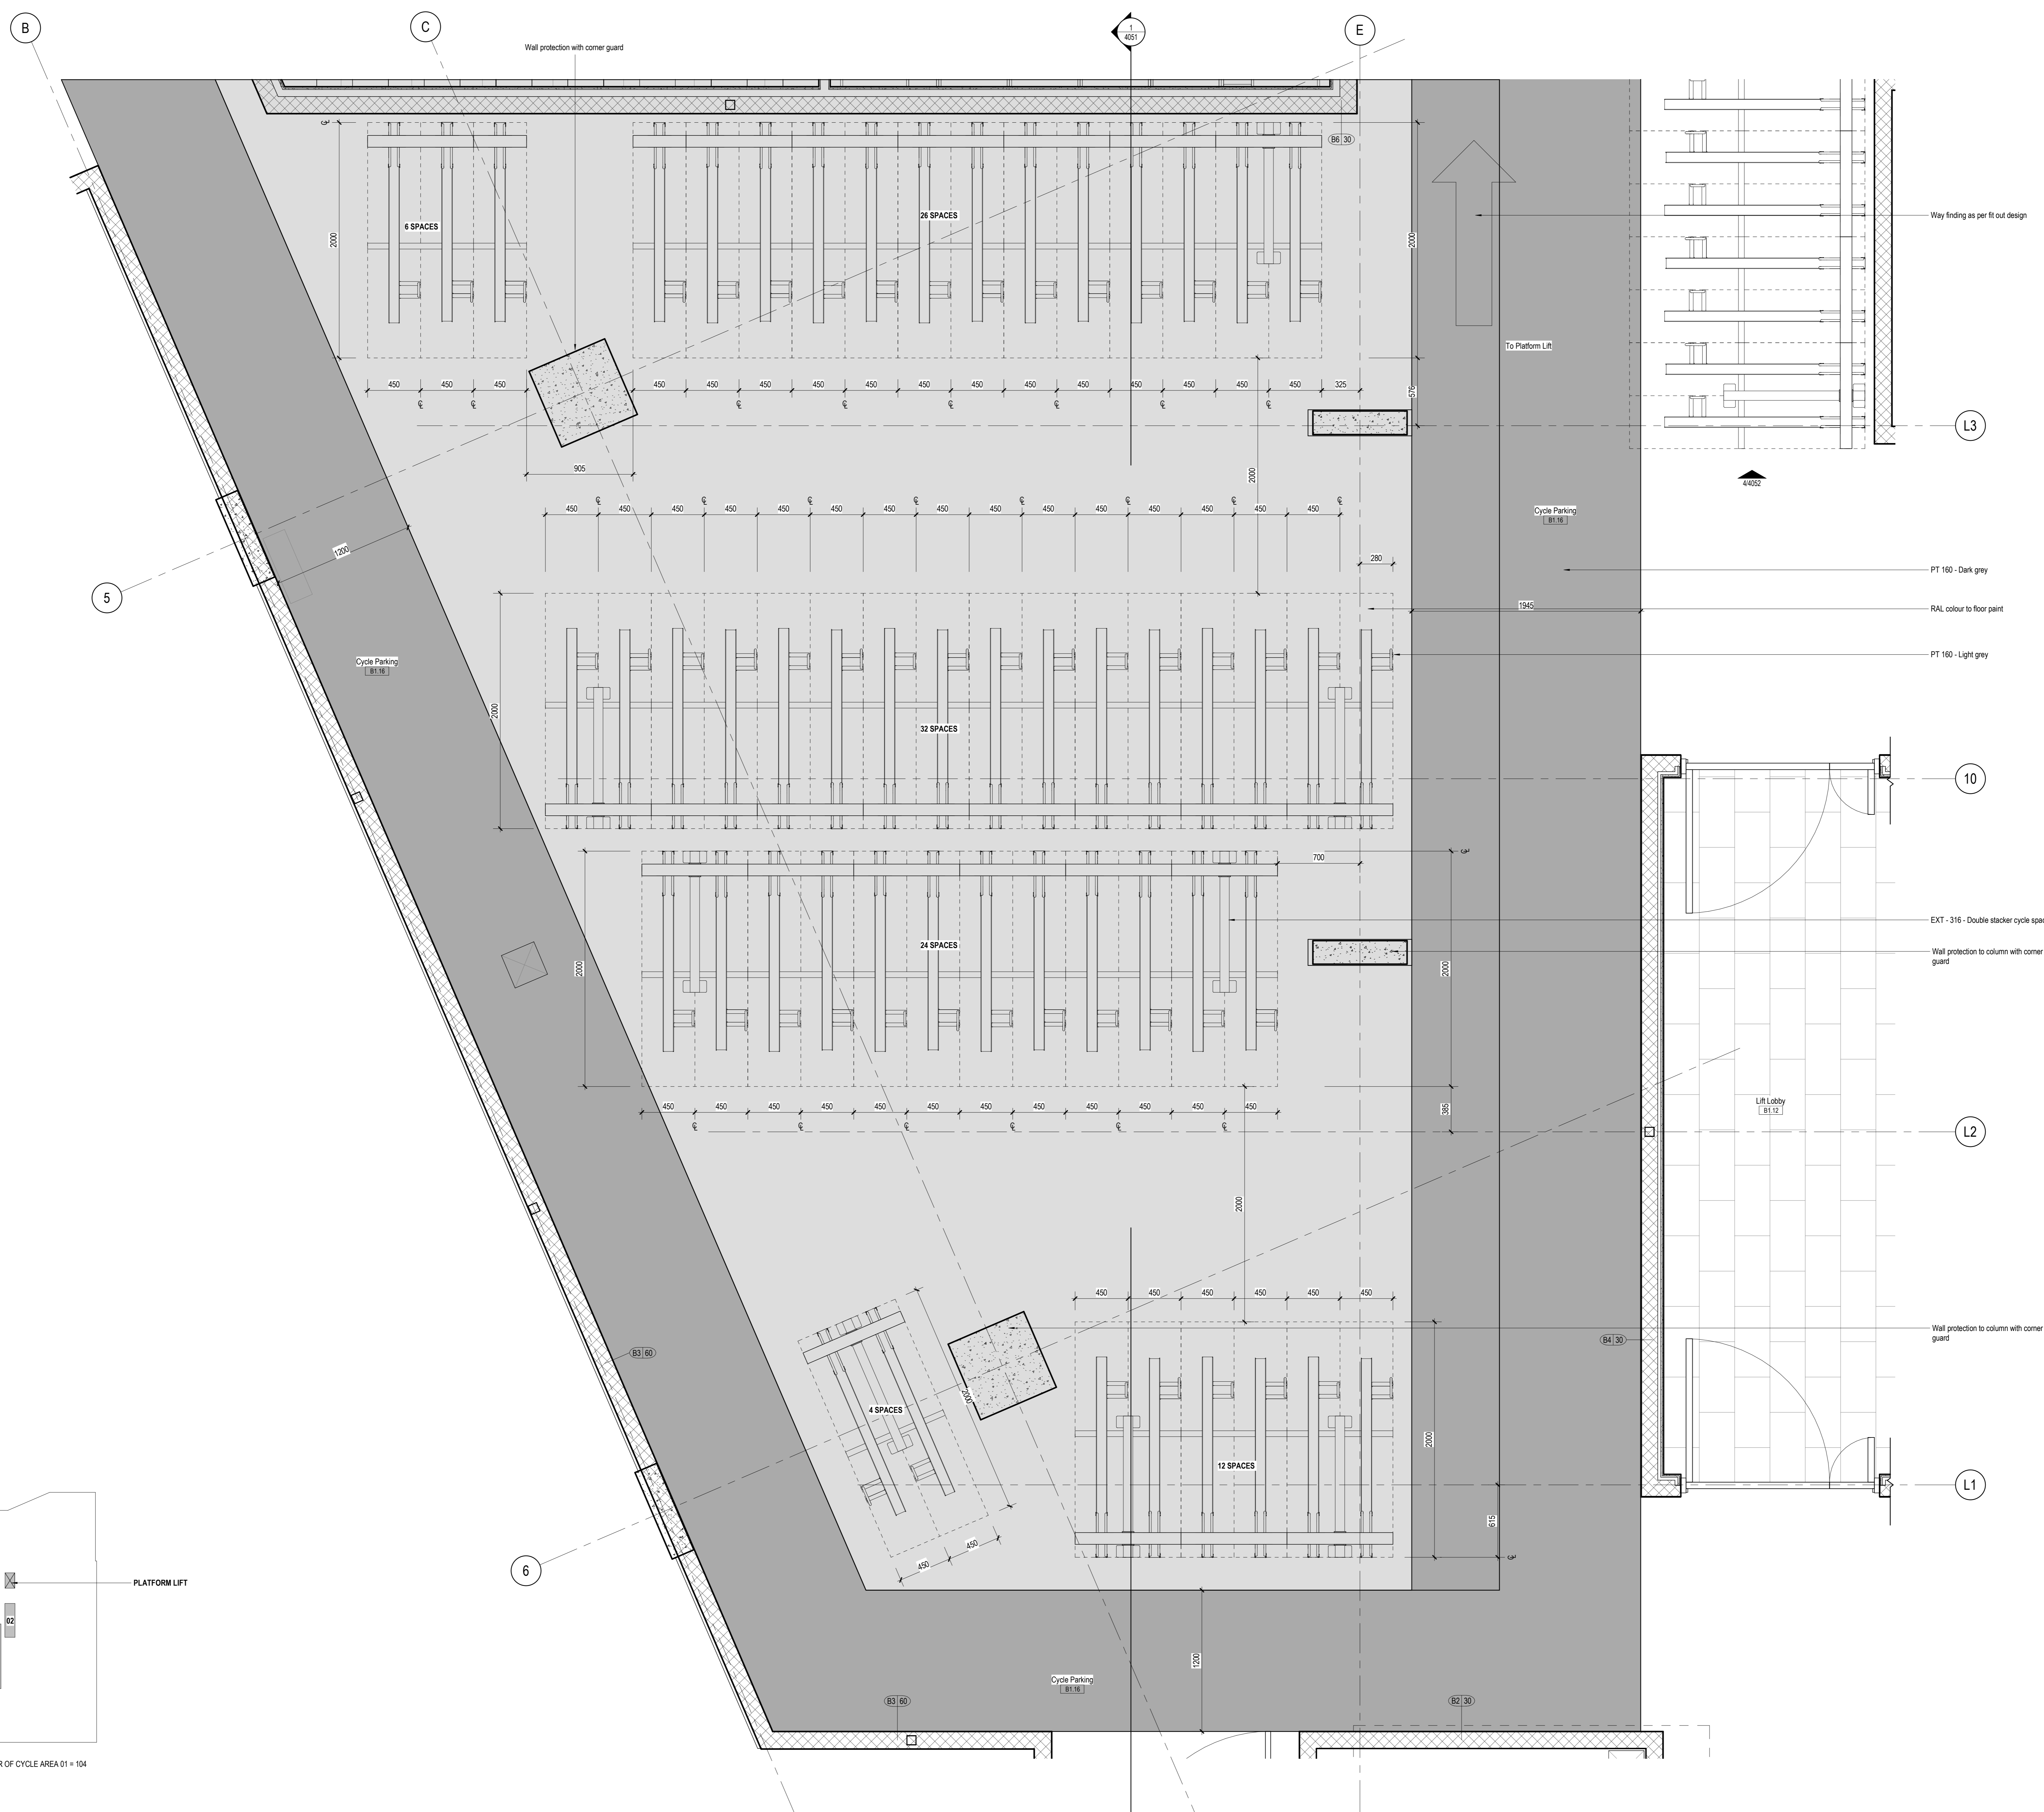 B
C
1
4051
E
Wall protection with corner guard
℄
B6 30
6 SPACES
26 SPACES
2000
2000
Way finding as per fit out design
To Platform Lift
450 450 450
450 450 450 450 450 450 450 450 450 450 450 450 450 325
576
℄ ℄ ℄ ℄ ℄ ℄ ℄ ℄
L3
905
2000
4/4052
℄ ℄ ℄ ℄ ℄ ℄ ℄ ℄
450 450 450 450 450 450 450 450 450 450 450 450 450 450 450
Cycle Parking
B1.16
1200
280
5
PT 160 - Dark grey
1945
RAL colour to floor paint
PT 160 - Light grey
Cycle Parking
B1.16
2000
32 SPACES
10
700
℄
24 SPACES
EXT - 316 - Double stacker cycle
Wall protection to column with corner
guard
2000
2000
450 450 450 450 450 450 450 450 450 450 450 450
385
℄ ℄ ℄ ℄ ℄ ℄
Lift Lobby
B1.12
L2
2000
450 450 450 450 450 450
Wall protection to column with corner
guard
B3 60
B4 30
2000
4 SPACES
12 SPACES
2000
L1
615
450 450
℄
6
PLATFORM LIFT
02
1200
Cycle Parking
B1.16
B3 60
B2 30
OF CYCLE AREA 01 = 104